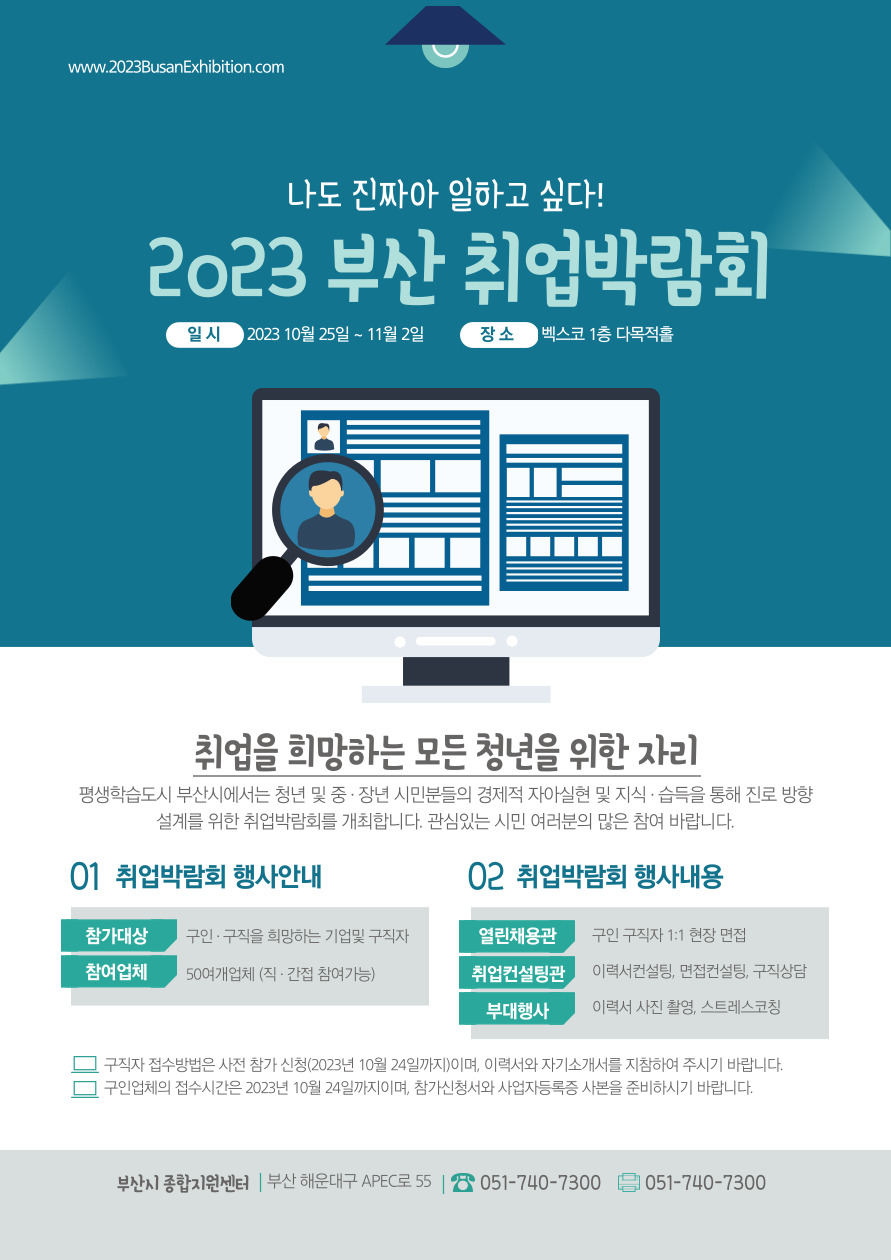 www.2023BusanExhibition.com
나도 진짜아 일하고 싶다!
2023 부산 취업박람회
일 시 2023 10월 25일 ~ 11월 2일 장 소 벡스코 1층 다목적홀
취업을 희망하는 모든 청년을 위한 자리
평생학습도시 부산시에서는 청년 및 중 · 장년 시민분들의 경제적 자아실현 및 지식 · 습득을 통해 진로 방향
설계를 위한 취업박람회를 개최합니다. 관심있는 시민 여러분의 많은 참여 바랍니다.
01 취업박람회 행사안내
참가대상 구인 · 구직을 희망하는 기업및 구직자
참여업체 50여개업체 (직 · 간접 참여가능)
02 취업박람회 행사내용
열린채용관 구인 구직자 1:1 현장 면접
취업컨설팅관 이력서컨설팅, 면접컨설팅, 구직상담
부대행사 이력서 사진 촬영, 스트레스코칭
구직자 접수방법은 사전 참가 신청(2023년 10월 24일까지)이며, 이력서와 자기소개서를 지참하여 주시기 바랍니다.
구인업체의 접수시간은 2023년 10월 24일까지이며, 참가신청서와 사업자등록증 사본을 준비하시기 바랍니다.
부산시 종합지원센터 | 부산 해운대구 APEC로 55 | 051-740-7300 051-740-7300